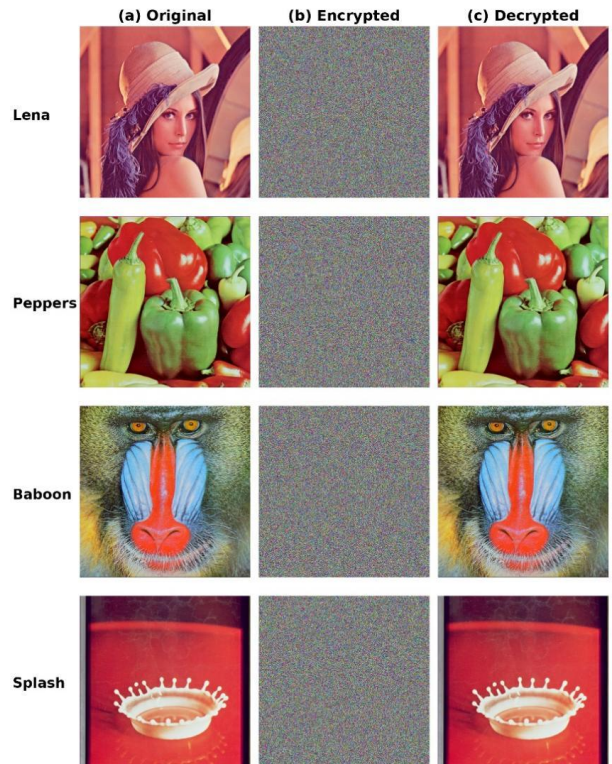 (a) Original (b) Encrypted (c) Decrypted
Lena
Peppers
Baboon
Splash